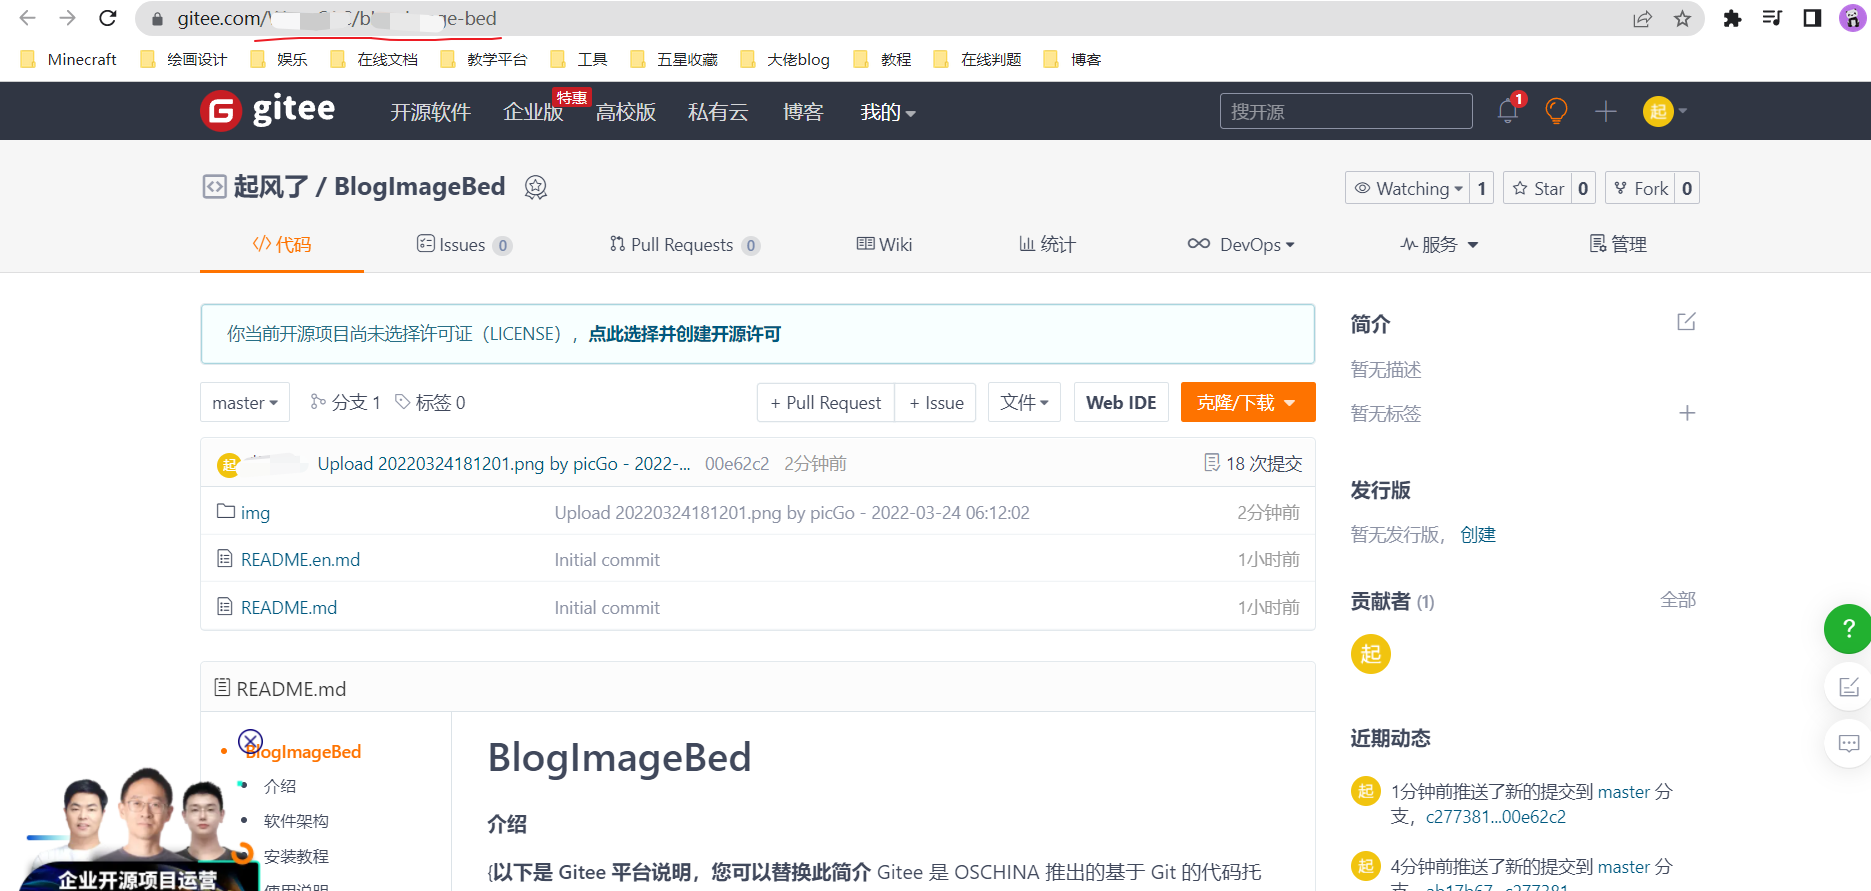 gitee.com/ /blo ge-bed
Minecraft 绘画设计 娱乐 在线文档 教学平台 工具 五星收藏 大佬blog 教程 在线判题 博客
G gitee 开源软件 企业版 特惠 高校版 私有云 博客 我的 搜开源 1 起
起风了 / BlogImageBed Watching 1 Star 0 Fork 0
代码 Issues 0 Pull Requests 0 Wiki 统计 DevOps 服务 管理
你当前开源项目尚未选择许可证（LICENSE），点此选择并创建开源许可
master 分支 1 标签 0 + Pull Request + Issue 文件 Web IDE 克隆/下载
起 Upload 20220324181201.png by picGo - 2022-... 00e62c2 2分钟前 18 次提交
img Upload 20220324181201.png by picGo - 2022-03-24 06:12:02 2分钟前
README.en.md Initial commit 1小时前
README.md Initial commit 1小时前
README.md
BlogImageBed
介绍
软件架构
安装教程
使用说明
企业开源项目运营
BlogImageBed
介绍
{以下是 Gitee 平台说明，您可以替换此简介 Gitee 是 OSCHINA 推出的基于 Git 的代码托
简介
暂无描述
暂无标签
发行版
暂无发行版，创建
贡献者 (1) 全部
起
?
近期动态
起 1分钟前推送了新的提交到 master 分
支，c277381...00e62c2
起 4分钟前推送了新的提交到 master 分
支，ab17b67...c277381